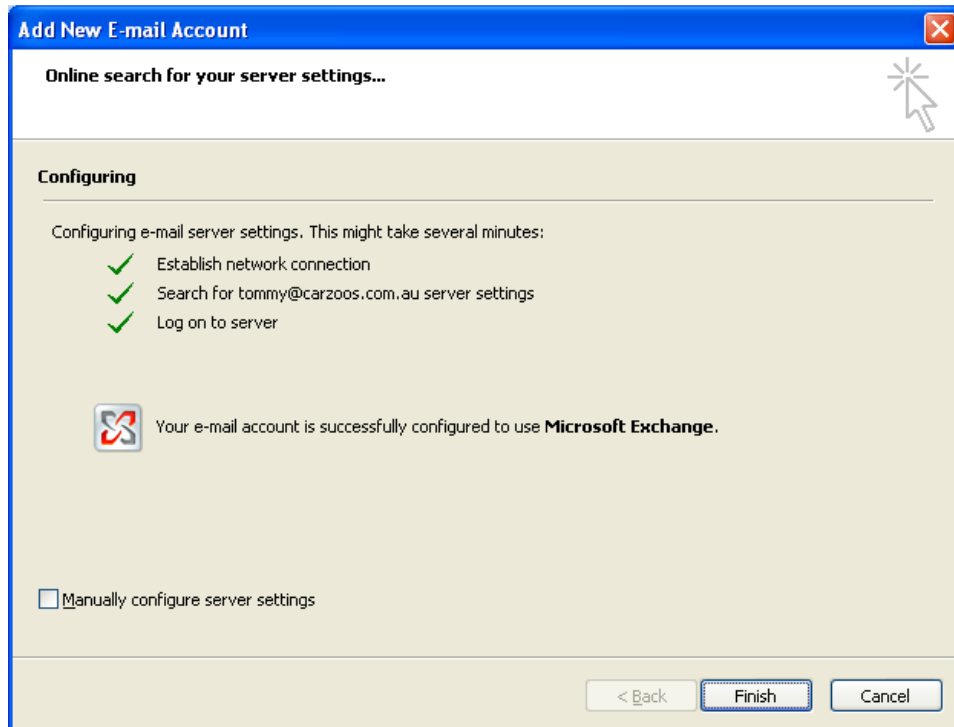 Add New E-mail Account
Online search for your server settings...
Configuring
Configuring e-mail server settings. This might take several minutes:
Establish network connection
Search for tommy@carzoos.com.au server settings
Log on to server
Your e-mail account is successfully configured to use Microsoft Exchange.
Manually configure server settings
< Back
Finish
Cancel